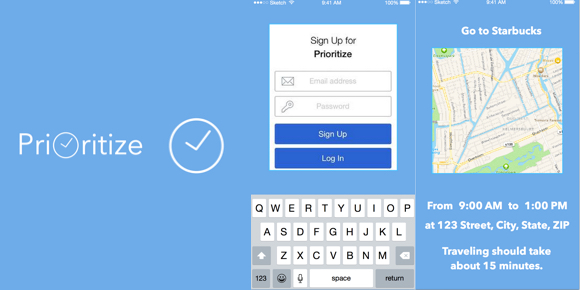 Pri ritize
Sketch 9:41 AM 100%
Sign Up for
Prioritize
Email address
Password
Sign Up
Log In
Q W E R T Y U I O P
A S D F G H J K L
Z X C V B N M
123 space return
Sketch 9:41 AM 100%
Go to Starbucks
From 9:00 AM to 1:00 PM
at 123 Street, City, State, ZIP
Traveling should take
about 15 minutes.